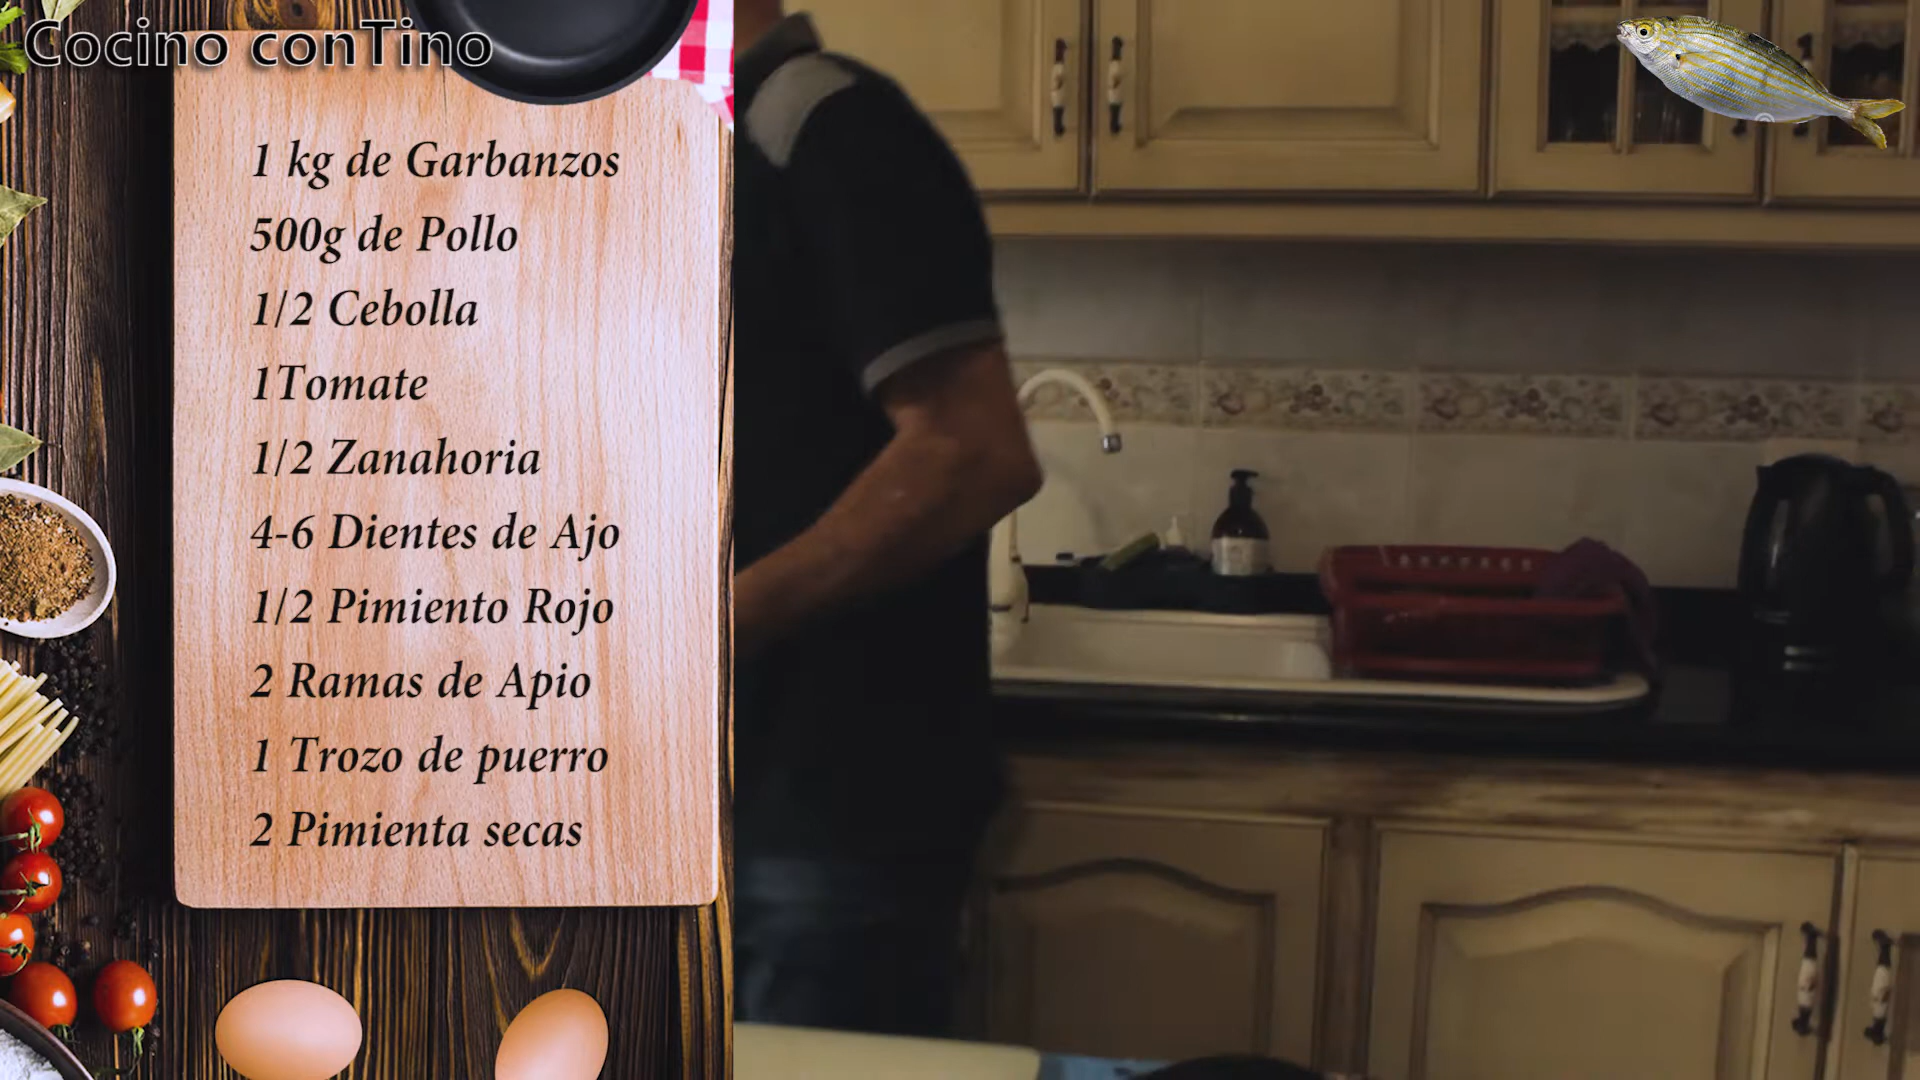 Cocino conTino
1 kg de Garbanzos
500g de Pollo
1/2 Cebolla
1Tomate
1/2 Zanahoria
4-6 Dientes de Ajo
1/2 Pimiento Rojo
2 Ramas de Apio
1 Trozo de puerro
2 Pimienta secas